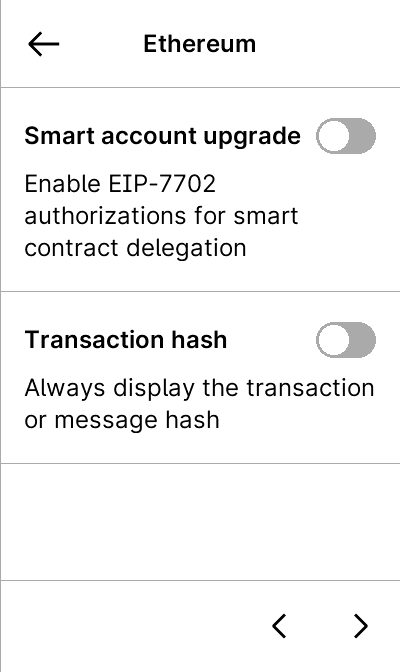 Ethereum
Smart account upgrade
Enable EIP-7702
authorizations for smart
contract delegation
Transaction hash
Always display the transaction
or message hash